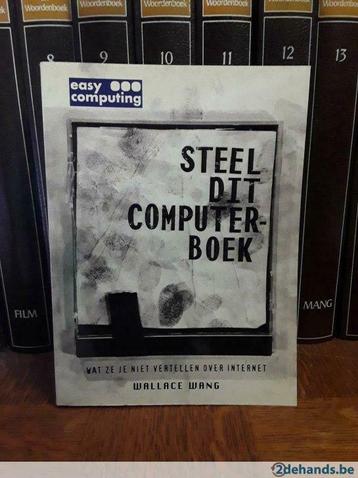 Woordenboek
Woordenboek
Woordenboek
Woordenboek
Woordenboek
8
9
10
11
12
13
easy
computing
STEEL
DIT
COMPUTER-
BOEK
WAT ZE JE NIET VERTELLEN OVER INTERNET
WALLACE WANG
FILM
MANG
2dehands.be